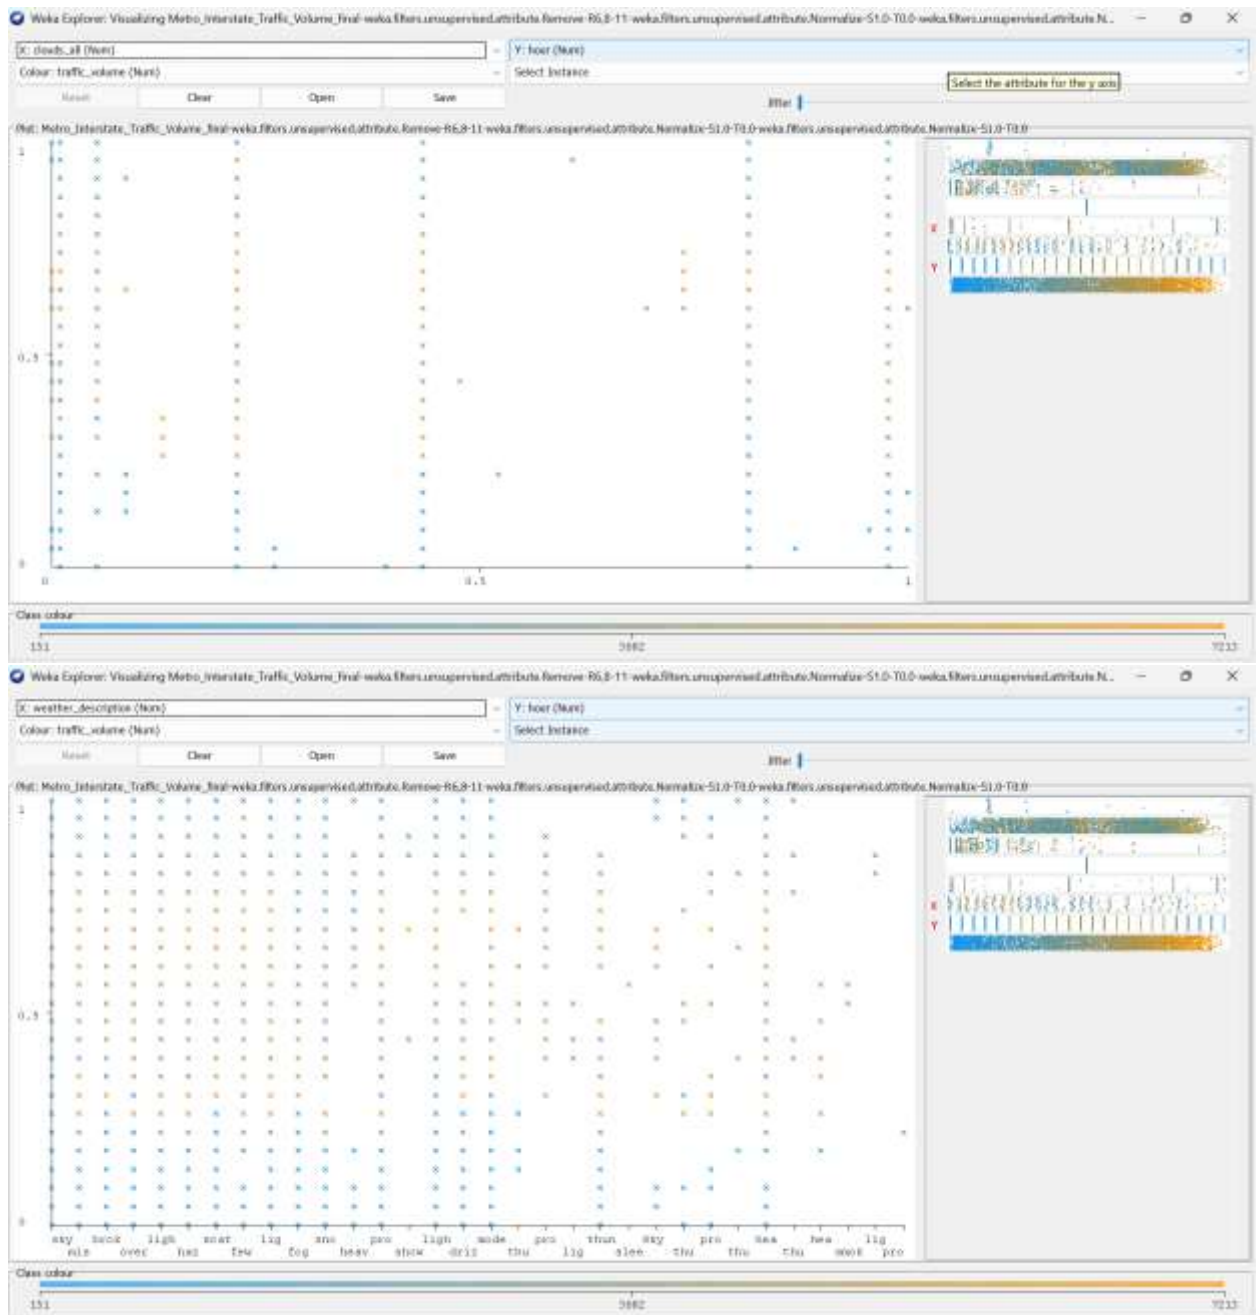 Weka Explorer: Visualizing Metro_Interstate_Traffic_Volume_final-weka.filters.unsupervised.attribute.Remove-R6,8-11-weka.filters.unsupervised.attribute.Normalize-S1.0-T0.0-weka.filters.unsupervised.attribute.N...
X: clouds_all (Num)
Y: hour (Num)
Colour: traffic_volume (Num)
Select Instance
Select the attribute for the y axis
Reset Clear Open Save Jitter
Plot: Metro_Interstate_Traffic_Volume_final-weka.filters.unsupervised.attribute.Remove-R6,8-11-weka.filters.unsupervised.attribute.Normalize-S1.0-T0.0-weka.filters.unsupervised.attribute.Normalize-S1.0-T0.0
1
X
Y
0.5
0
0 0.5 1
Class colour
151 3682 7213
Weka Explorer: Visualizing Metro_Interstate_Traffic_Volume_final-weka.filters.unsupervised.attribute.Remove-R6,8-11-weka.filters.unsupervised.attribute.Normalize-S1.0-T0.0-weka.filters.unsupervised.attribute.N...
X: weather_description (Nom)
Y: hour (Num)
Colour: traffic_volume (Num)
Select Instance
Reset Clear Open Save Jitter
Plot: Metro_Interstate_Traffic_Volume_final-weka.filters.unsupervised.attribute.Remove-R6,8-11-weka.filters.unsupervised.attribute.Normalize-S1.0-T0.0-weka.filters.unsupervised.attribute.Normalize-S1.0-T0.0
1
X
Y
0.5
0
sky brok ligh scat lig sno pro ligh mode pro thun Sky pro hea hea lig
mis over haz few fog heav show driz thu lig slee thu thu thu smok pro
Class colour
151 3682 7213